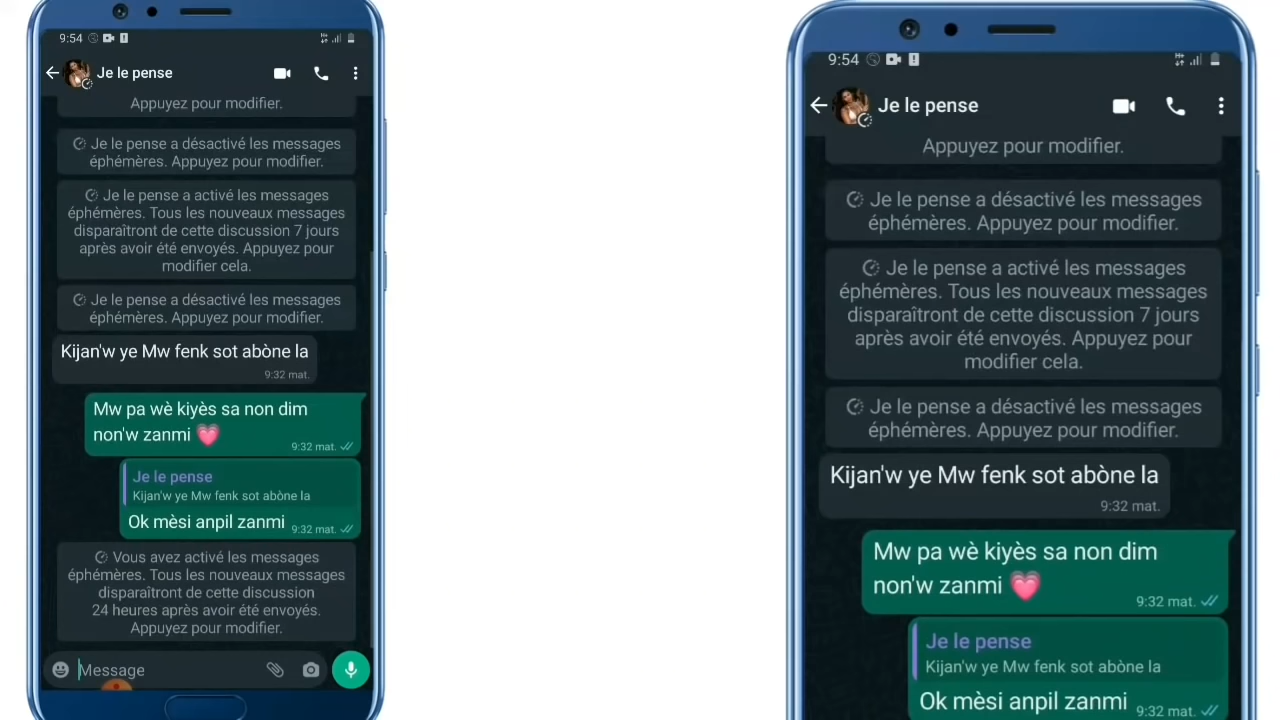 9:54
Je le pense
Appuyez pour modifier.
Je le pense a désactivé les messages
éphémères. Appuyez pour modifier.
Je le pense a activé les messages
éphémères. Tous les nouveaux messages
disparaîtront de cette discussion 7 jours
après avoir été envoyés. Appuyez pour
modifier cela.
Je le pense a désactivé les messages
éphémères. Appuyez pour modifier.
Kijan'w ye Mw fenk sot abòne la
9:32 mat.
Mw pa wè kiyès sa non dim
non'w zanmi
9:32 mat.
Je le pense
Kijan'w ye Mw fenk sot abòne la
Ok mèsi anpil zanmi
9:32 mat.
Vous avez activé les messages
éphémères. Tous les nouveaux messages
disparaîtront de cette discussion
24 heures après avoir été envoyés.
Appuyez pour modifier.
Message
9:54
H+
Je le pense
Appuyez pour modifier.
Je le pense a désactivé les messages
éphémères. Appuyez pour modifier.
Je le pense a activé les messages
éphémères. Tous les nouveaux messages
disparaîtront de cette discussion 7 jours
après avoir été envoyés. Appuyez pour
modifier cela.
Je le pense a désactivé les messages
éphémères. Appuyez pour modifier.
Kijan'w ye Mw fenk sot abòne la
9:32 mat.
Mw pa wè kiyès sa non dim
non'w zanmi
9:32 mat.
Je le pense
Kijan'w ye Mw fenk sot abòne la
Ok mèsi anpil zanmi
9:32 mat.